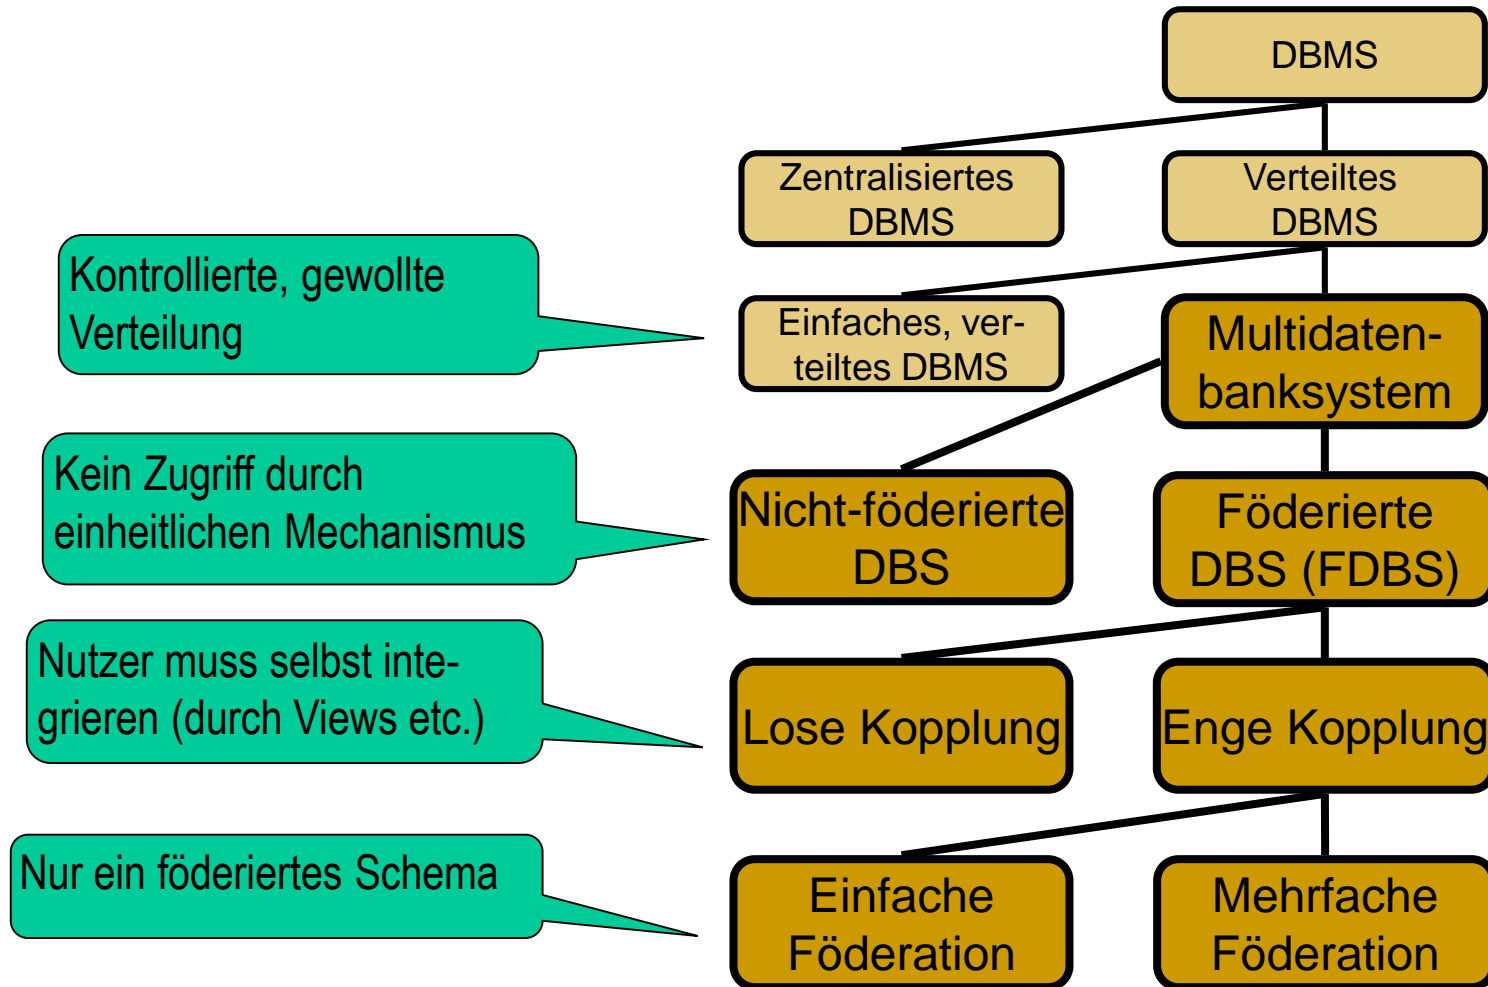 DBMS
Zentralisiertes
DBMS
Verteiltes
DBMS
Kontrollierte, gewollte
Verteilung
Einfaches, ver-
teiltes DBMS
Multidaten-
banksystem
Kein Zugriff durch
einheitlichen Mechanismus
Nicht-föderierte
DBS
Föderierte
DBS (FDBS)
Nutzer muss selbst inte-
grieren (durch Views etc.)
Lose Kopplung
Enge Kopplung
Nur ein föderiertes Schema
Einfache
Föderation
Mehrfache
Föderation